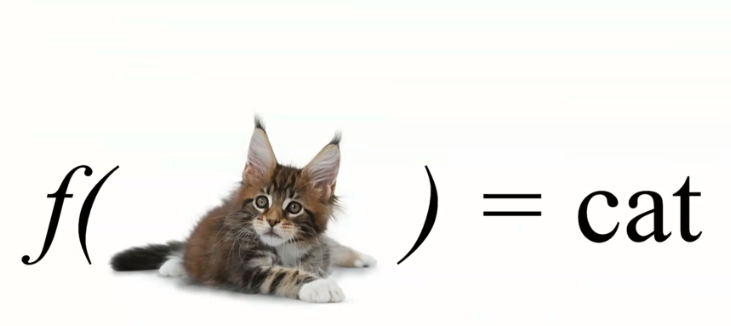 f( ) = cat